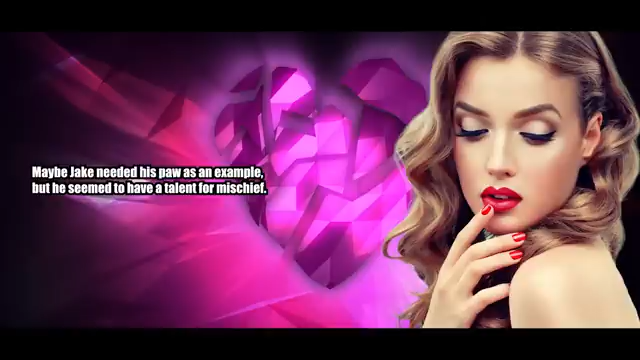 Maybe Jake needed his paw as an example,
but he seemed to have a talent for mischief.